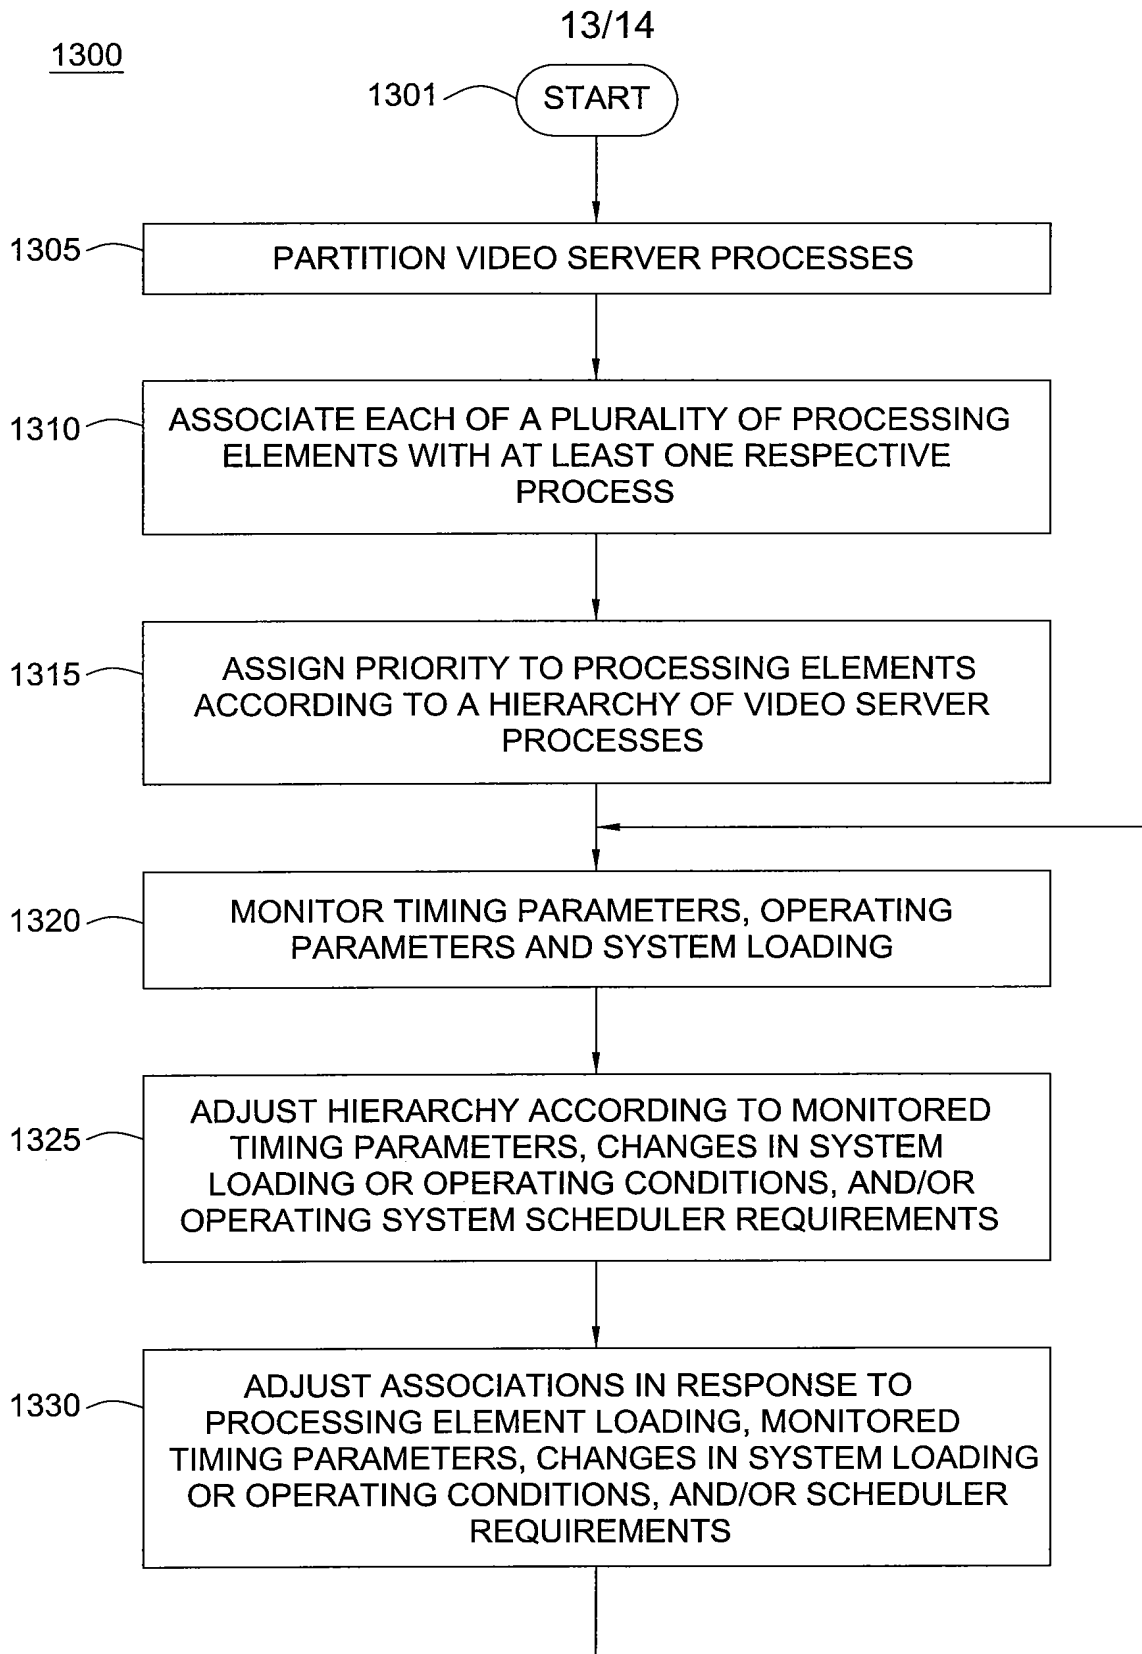 13/14
1300
1301
START
1305
PARTITION VIDEO SERVER PROCESSES
1310
ASSOCIATE EACH OF A PLURALITY OF PROCESSING
ELEMENTS WITH AT LEAST ONE RESPECTIVE
PROCESS
1315
ASSIGN PRIORITY TO PROCESSING ELEMENTS
ACCORDING TO A HIERARCHY OF VIDEO SERVER
PROCESSES
1320
MONITOR TIMING PARAMETERS, OPERATING
PARAMETERS AND SYSTEM LOADING
1325
ADJUST HIERARCHY ACCORDING TO MONITORED
TIMING PARAMETERS, CHANGES IN SYSTEM
LOADING OR OPERATING CONDITIONS, AND/OR
OPERATING SYSTEM SCHEDULER REQUIREMENTS
1330
ADJUST ASSOCIATIONS IN RESPONSE TO
PROCESSING ELEMENT LOADING, MONITORED
TIMING PARAMETERS, CHANGES IN SYSTEM LOADING
OR OPERATING CONDITIONS, AND/OR SCHEDULER
REQUIREMENTS